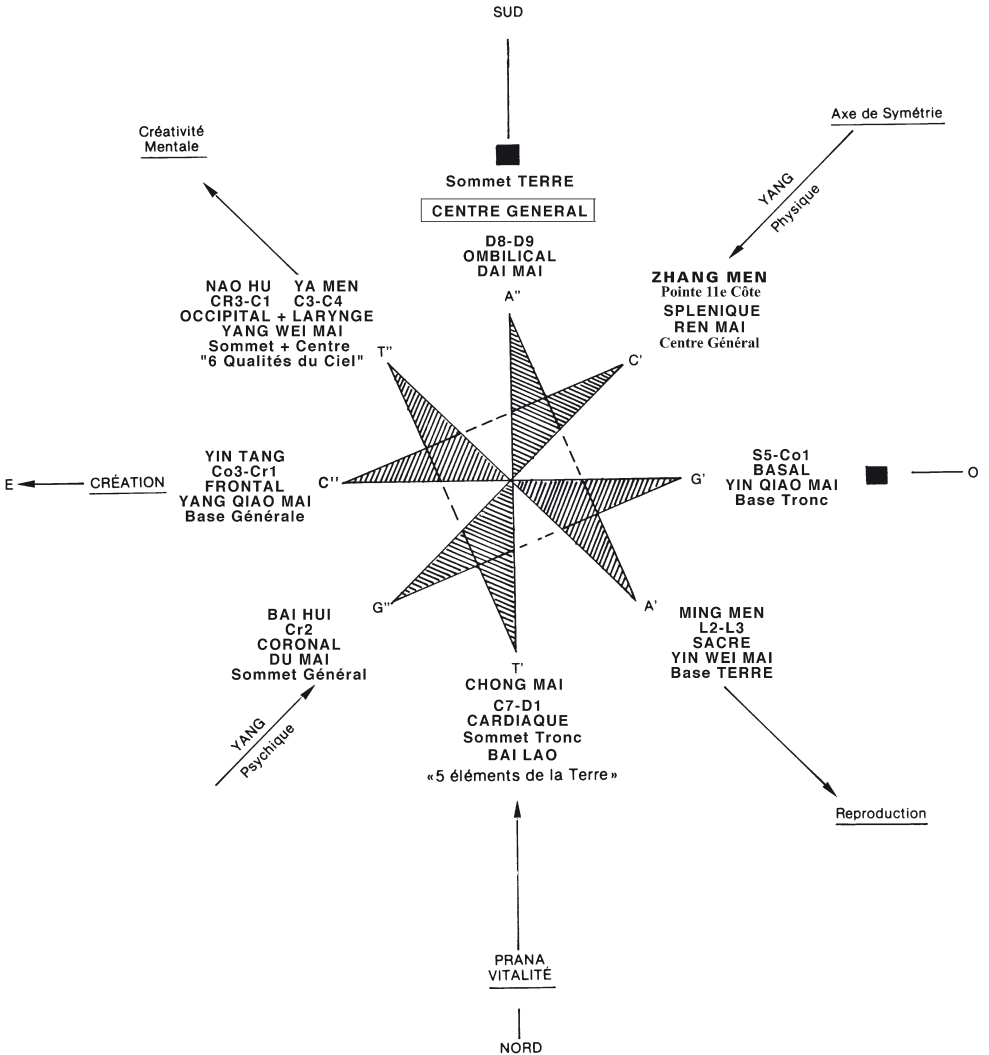 SUD
Axe de Symétrie
Créativité
Mentale
YANG
Physique
Sommet TERRE
CENTRE GENERAL
D8-D9
OMBILICAL
DAI MAI
A''
ZHANG MEN
Pointe 11e Côte
SPLENIQUE
REN MAI
Centre Général
C'
NAO HU YA MEN
CR3-C1 C3-C4
OCCIPITAL + LARYNGE
YANG WEI MAI
Sommet + Centre
"6 Qualités du Ciel"
T''
E
CRÉATION
YIN TANG
Co3-Cr1
FRONTAL
YANG QIAO MAI
Base Générale
C''
G'
S5-Co1
BASAL
YIN QIAO MAI
Base Tronc
O
G''
A'
BAI HUI
Cr2
CORONAL
DU MAI
Sommet Général
YANG
Psychique
MING MEN
L2-L3
SACRE
YIN WEI MAI
Base TERRE
T'
CHONG MAI
C7-D1
CARDIAQUE
Sommet Tronc
BAI LAO
«5 éléments de la Terre»
Reproduction
PRANA
VITALITÉ
NORD